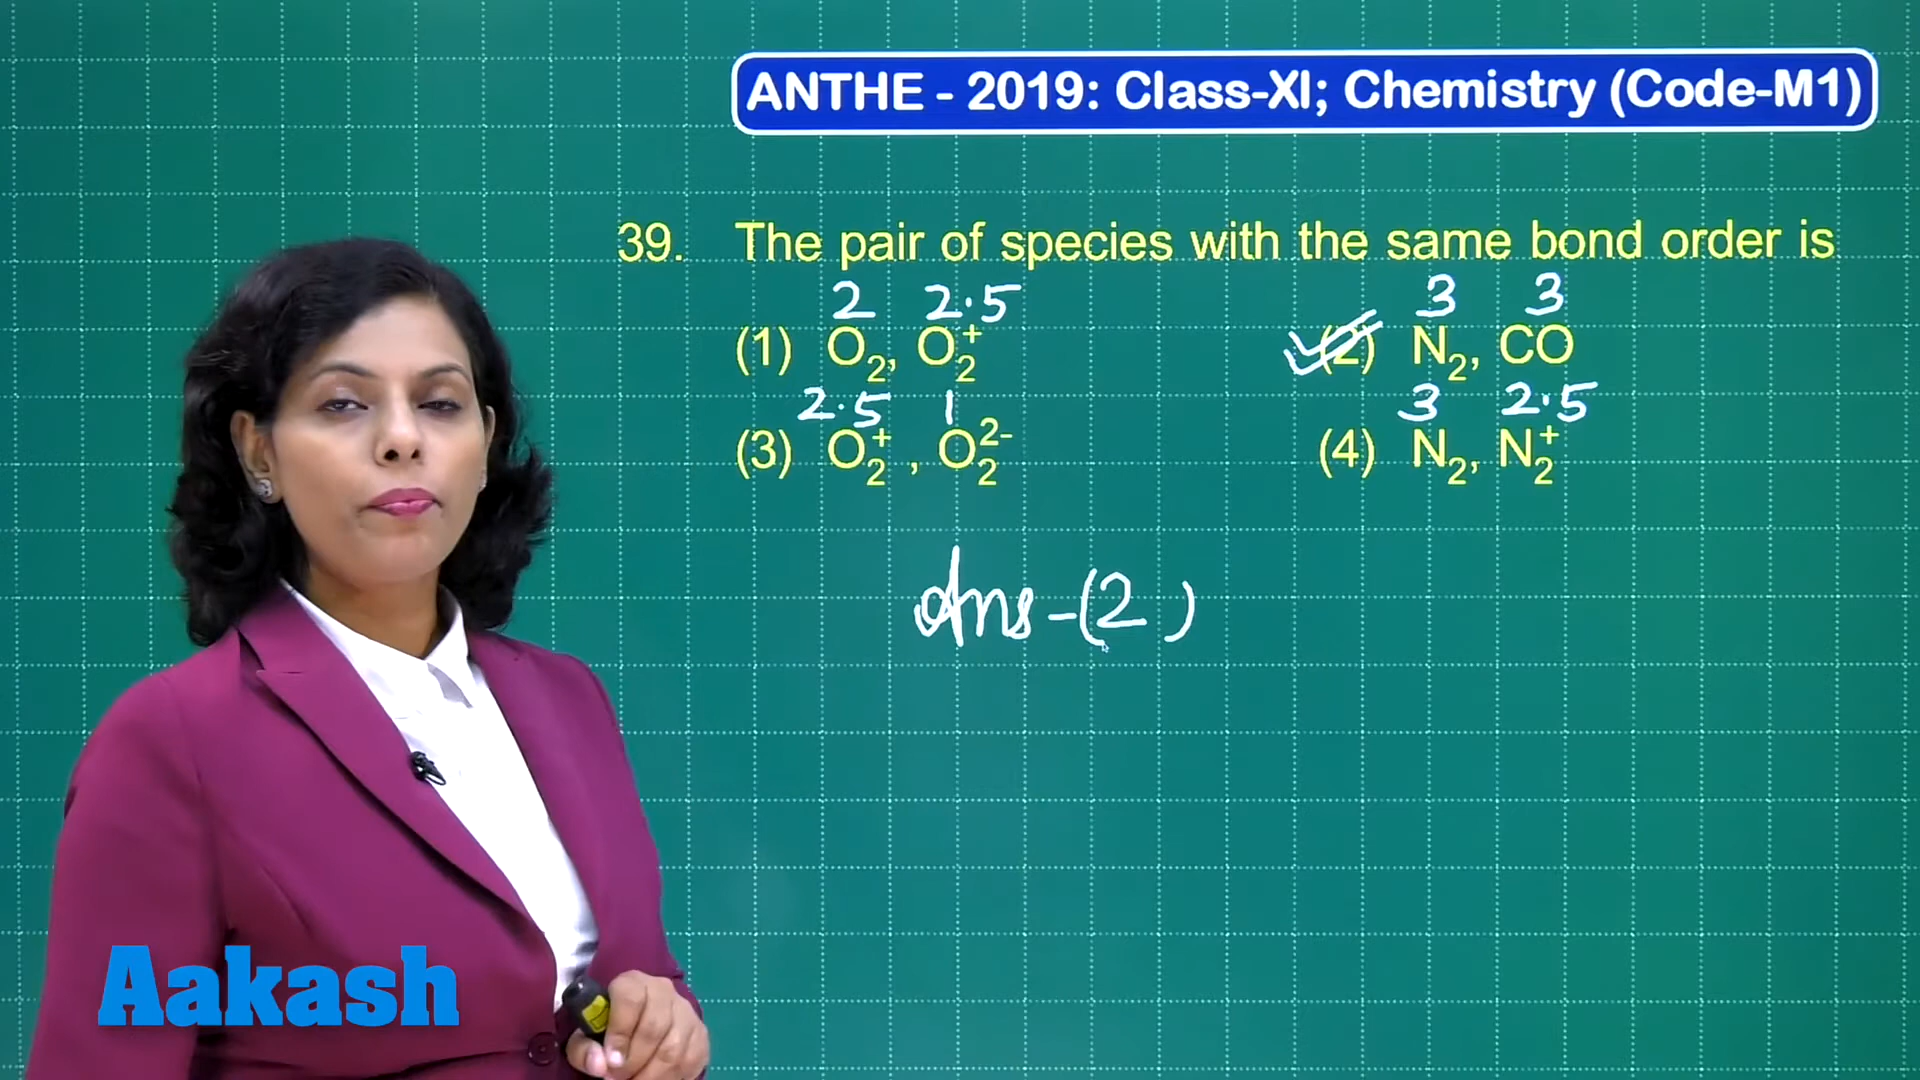 ANTHE - 2019: Class-XI; Chemistry (Code-M1)
39. The pair of species with the same bond order is
2 2.5 3 3
(1) O₂, O₂⁺ (2) N₂, CO
2.5 1 3 2.5
(3) O₂⁺ , O₂²⁻ (4) N₂, N₂⁺
Ans-(2)
Aakash